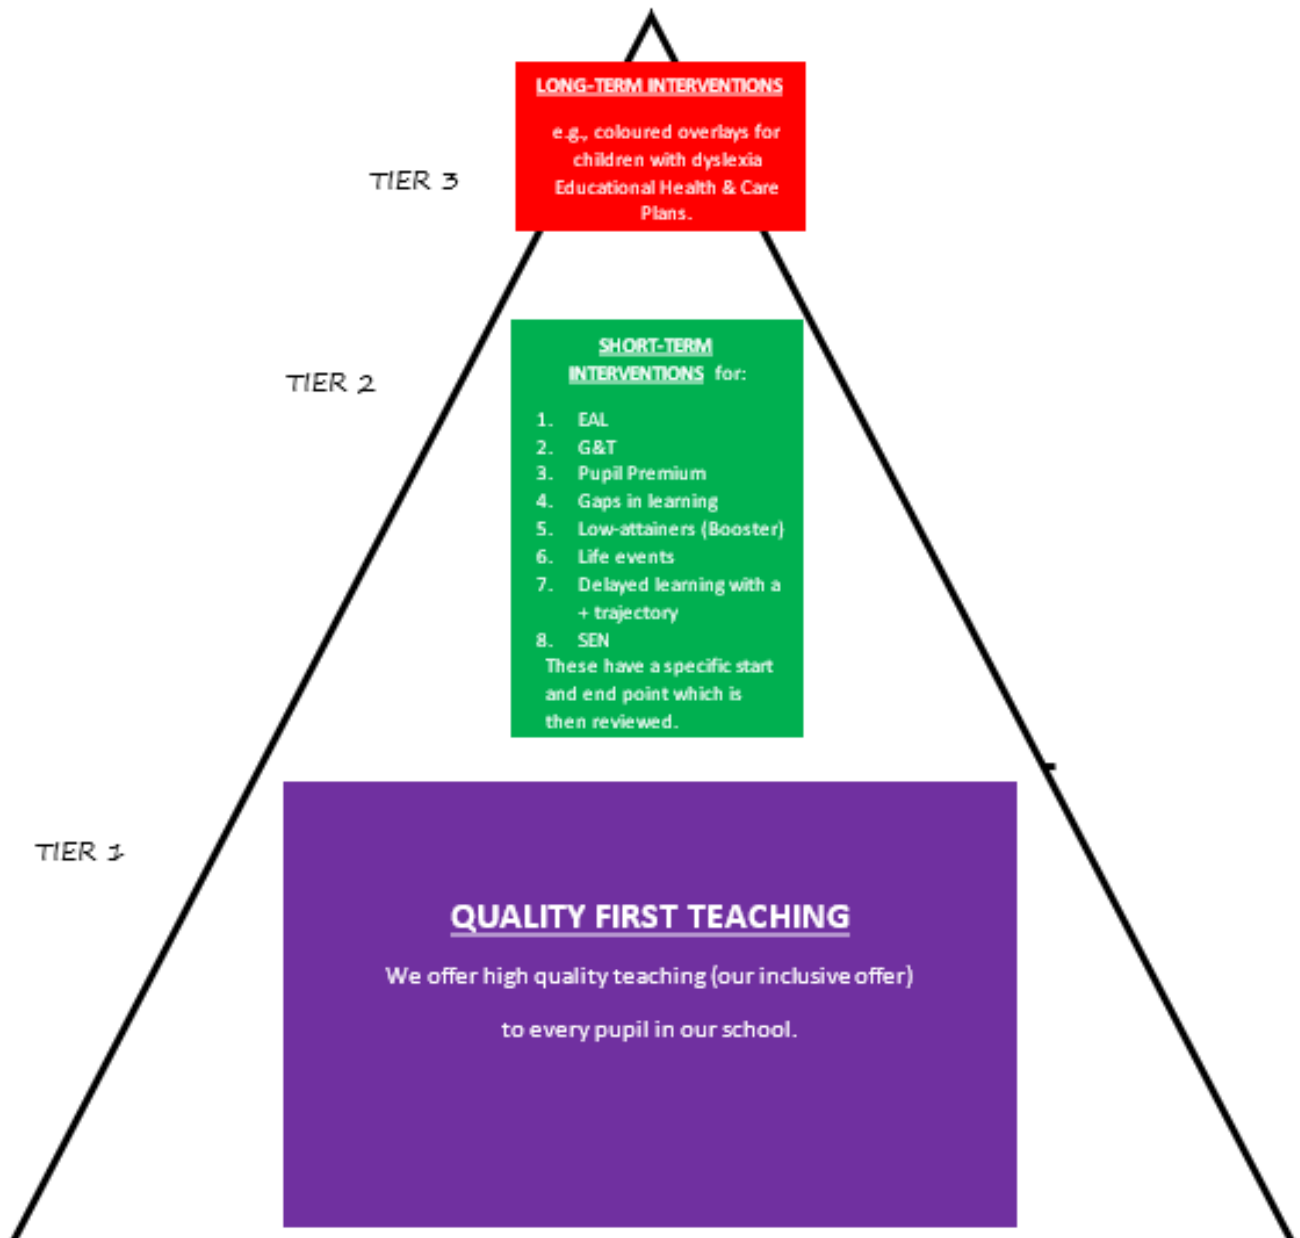 LONG-TERM INTERVENTIONS
e.g., coloured overlays for
children with dyslexia
Educational Health & Care
Plans.
TIER 3
SHORT-TERM
INTERVENTIONS for:
TIER 2
1. EAL
2. G&T
3. Pupil Premium
4. Gaps in learning
5. Low-attainers (Booster)
6. Life events
7. Delayed learning with a
+ trajectory
8. SEN
These have a specific start
and end point which is
then reviewed.
TIER 1
QUALITY FIRST TEACHING
We offer high quality teaching (our inclusive offer)
to every pupil in our school.